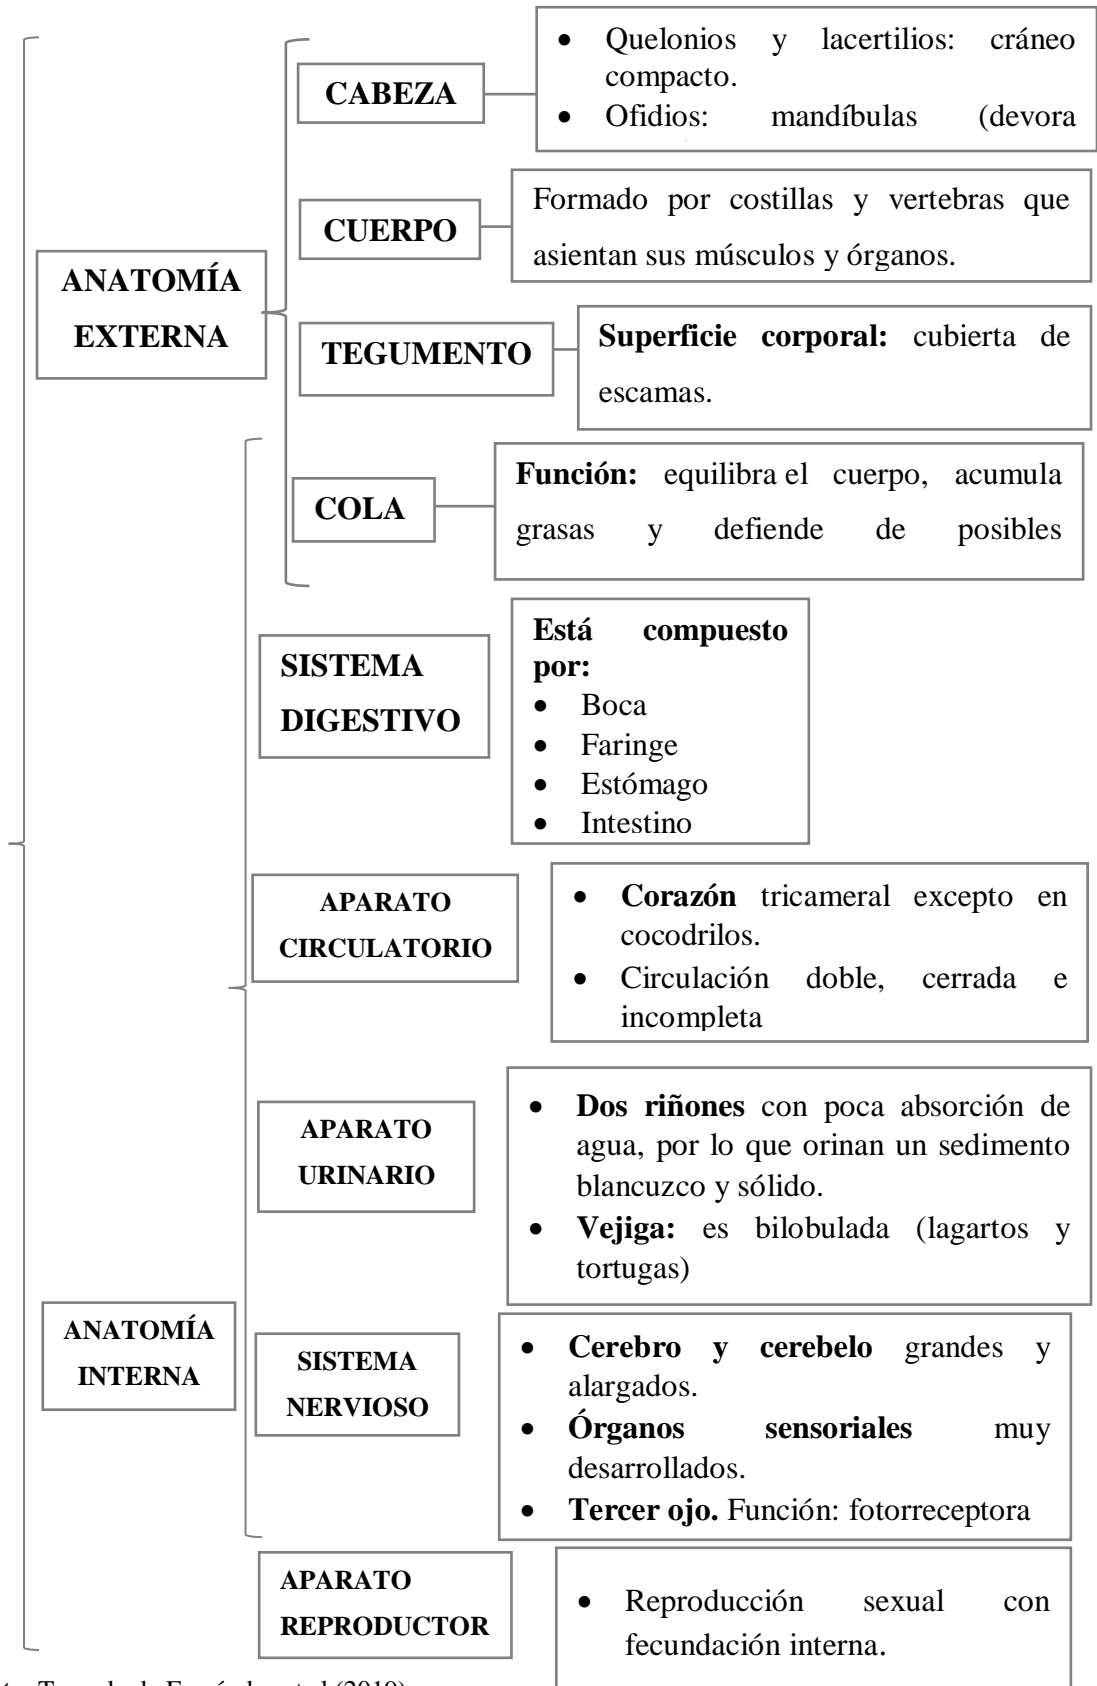 CABEZA
Quelonios y lacertilios: cráneo
compacto.
Ofidios: mandíbulas (devora
CUERPO
Formado por costillas y vertebras que
asientan sus músculos y órganos.
ANATOMÍA
EXTERNA
TEGUMENTO
Superficie corporal: cubierta de
escamas.
COLA
Función: equilibra el cuerpo, acumula
grasas y defiende de posibles
SISTEMA
DIGESTIVO
Está compuesto
por:
Boca
Faringe
Estómago
Intestino
APARATO
CIRCULATORIO
Corazón tricameral excepto en
cocodrilos.
Circulación doble, cerrada e
incompleta
APARATO
URINARIO
Dos riñones con poca absorción de
agua, por lo que orinan un sedimento
blancuzco y sólido.
Vejiga: es bilobulada (lagartos y
tortugas)
ANATOMÍA
INTERNA
SISTEMA
NERVIOSO
Cerebro y cerebelo grandes y
alargados.
Órganos sensoriales muy
desarrollados.
Tercer ojo. Función: fotorreceptora
APARATO
REPRODUCTOR
Reproducción sexual con
fecundación interna.